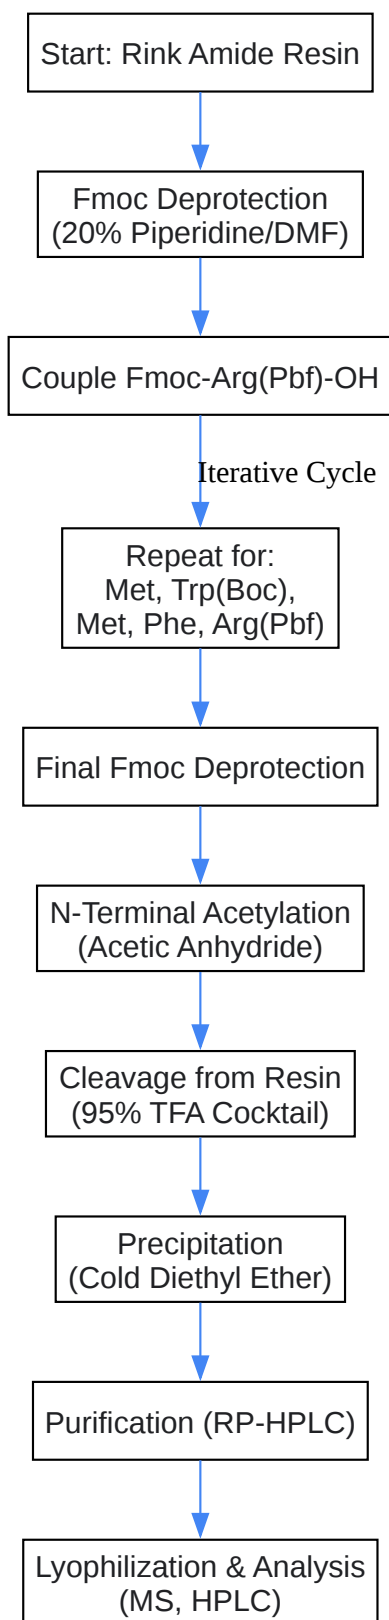 Start: Rink Amide Resin
Fmoc Deprotection
(20% Piperidine/DMF)
Couple Fmoc-Arg(Pbf)-OH
Iterative Cycle
Repeat for:
Met, Trp(Boc),
Met, Phe, Arg(Pbf)
Final Fmoc Deprotection
N-Terminal Acetylation
(Acetic Anhydride)
Cleavage from Resin
(95% TFA Cocktail)
Precipitation
(Cold Diethyl Ether)
Purification (RP-HPLC)
Lyophilization & Analysis
(MS, HPLC)